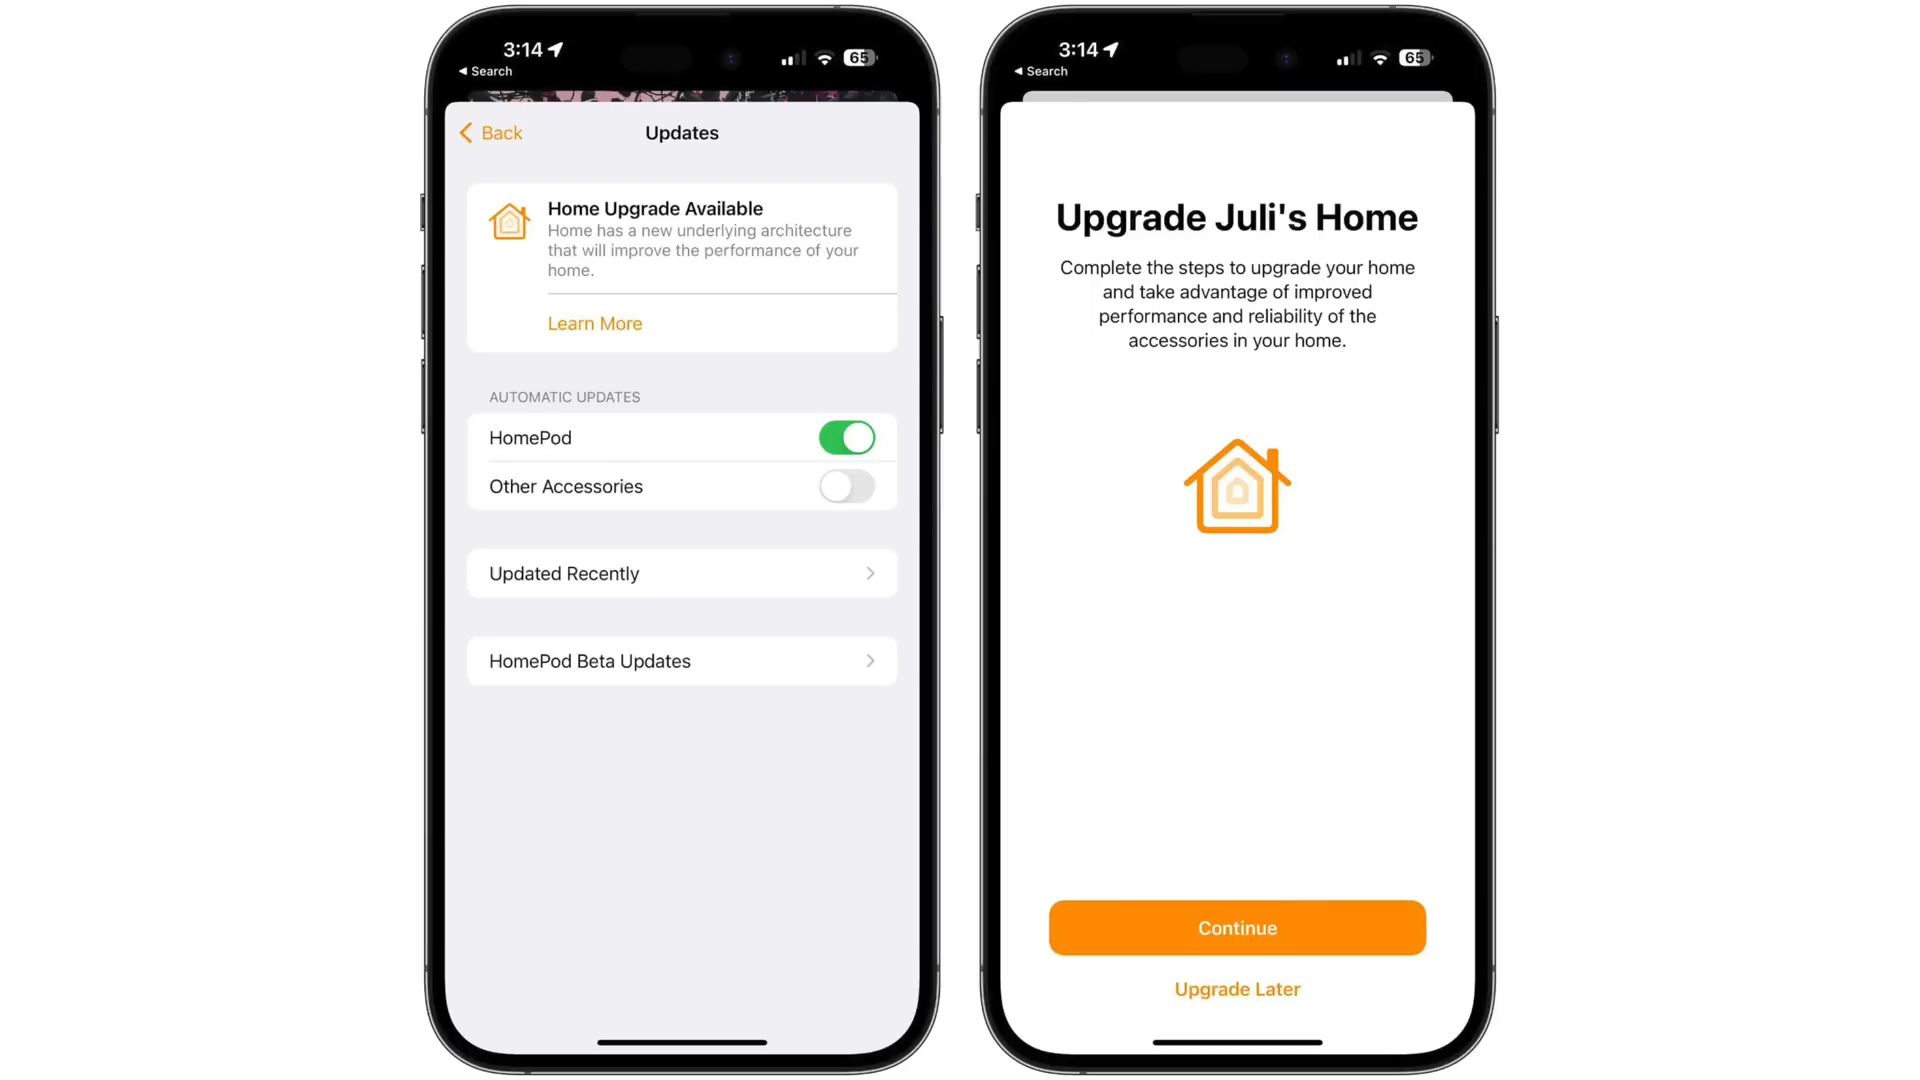 3:14
65
◀ Search
Back
Updates
Home Upgrade Available
Home has a new underlying architecture
that will improve the performance of your
home.
Learn More
AUTOMATIC UPDATES
HomePod
Other Accessories
Updated Recently
HomePod Beta Updates
3:14
65
◀ Search
Upgrade Juli's Home
Complete the steps to upgrade your home
and take advantage of improved
performance and reliability of the
accessories in your home.
Continue
Upgrade Later